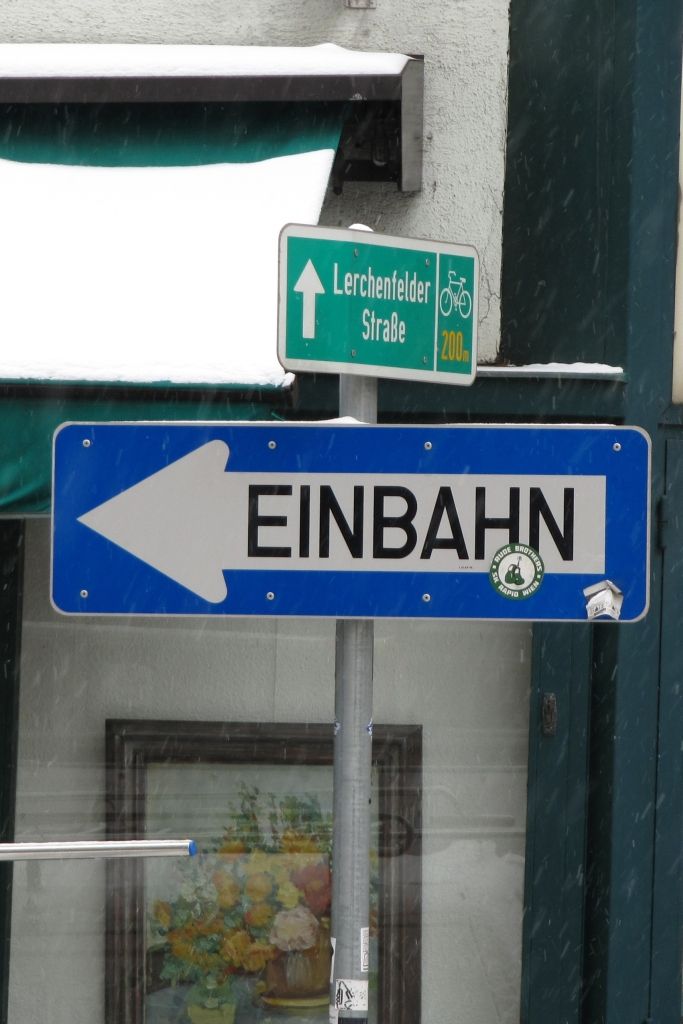 Lerchenfelder
Straße
200m
EINBAHN
RUDE BROTHERS
SK RAPID WIEN